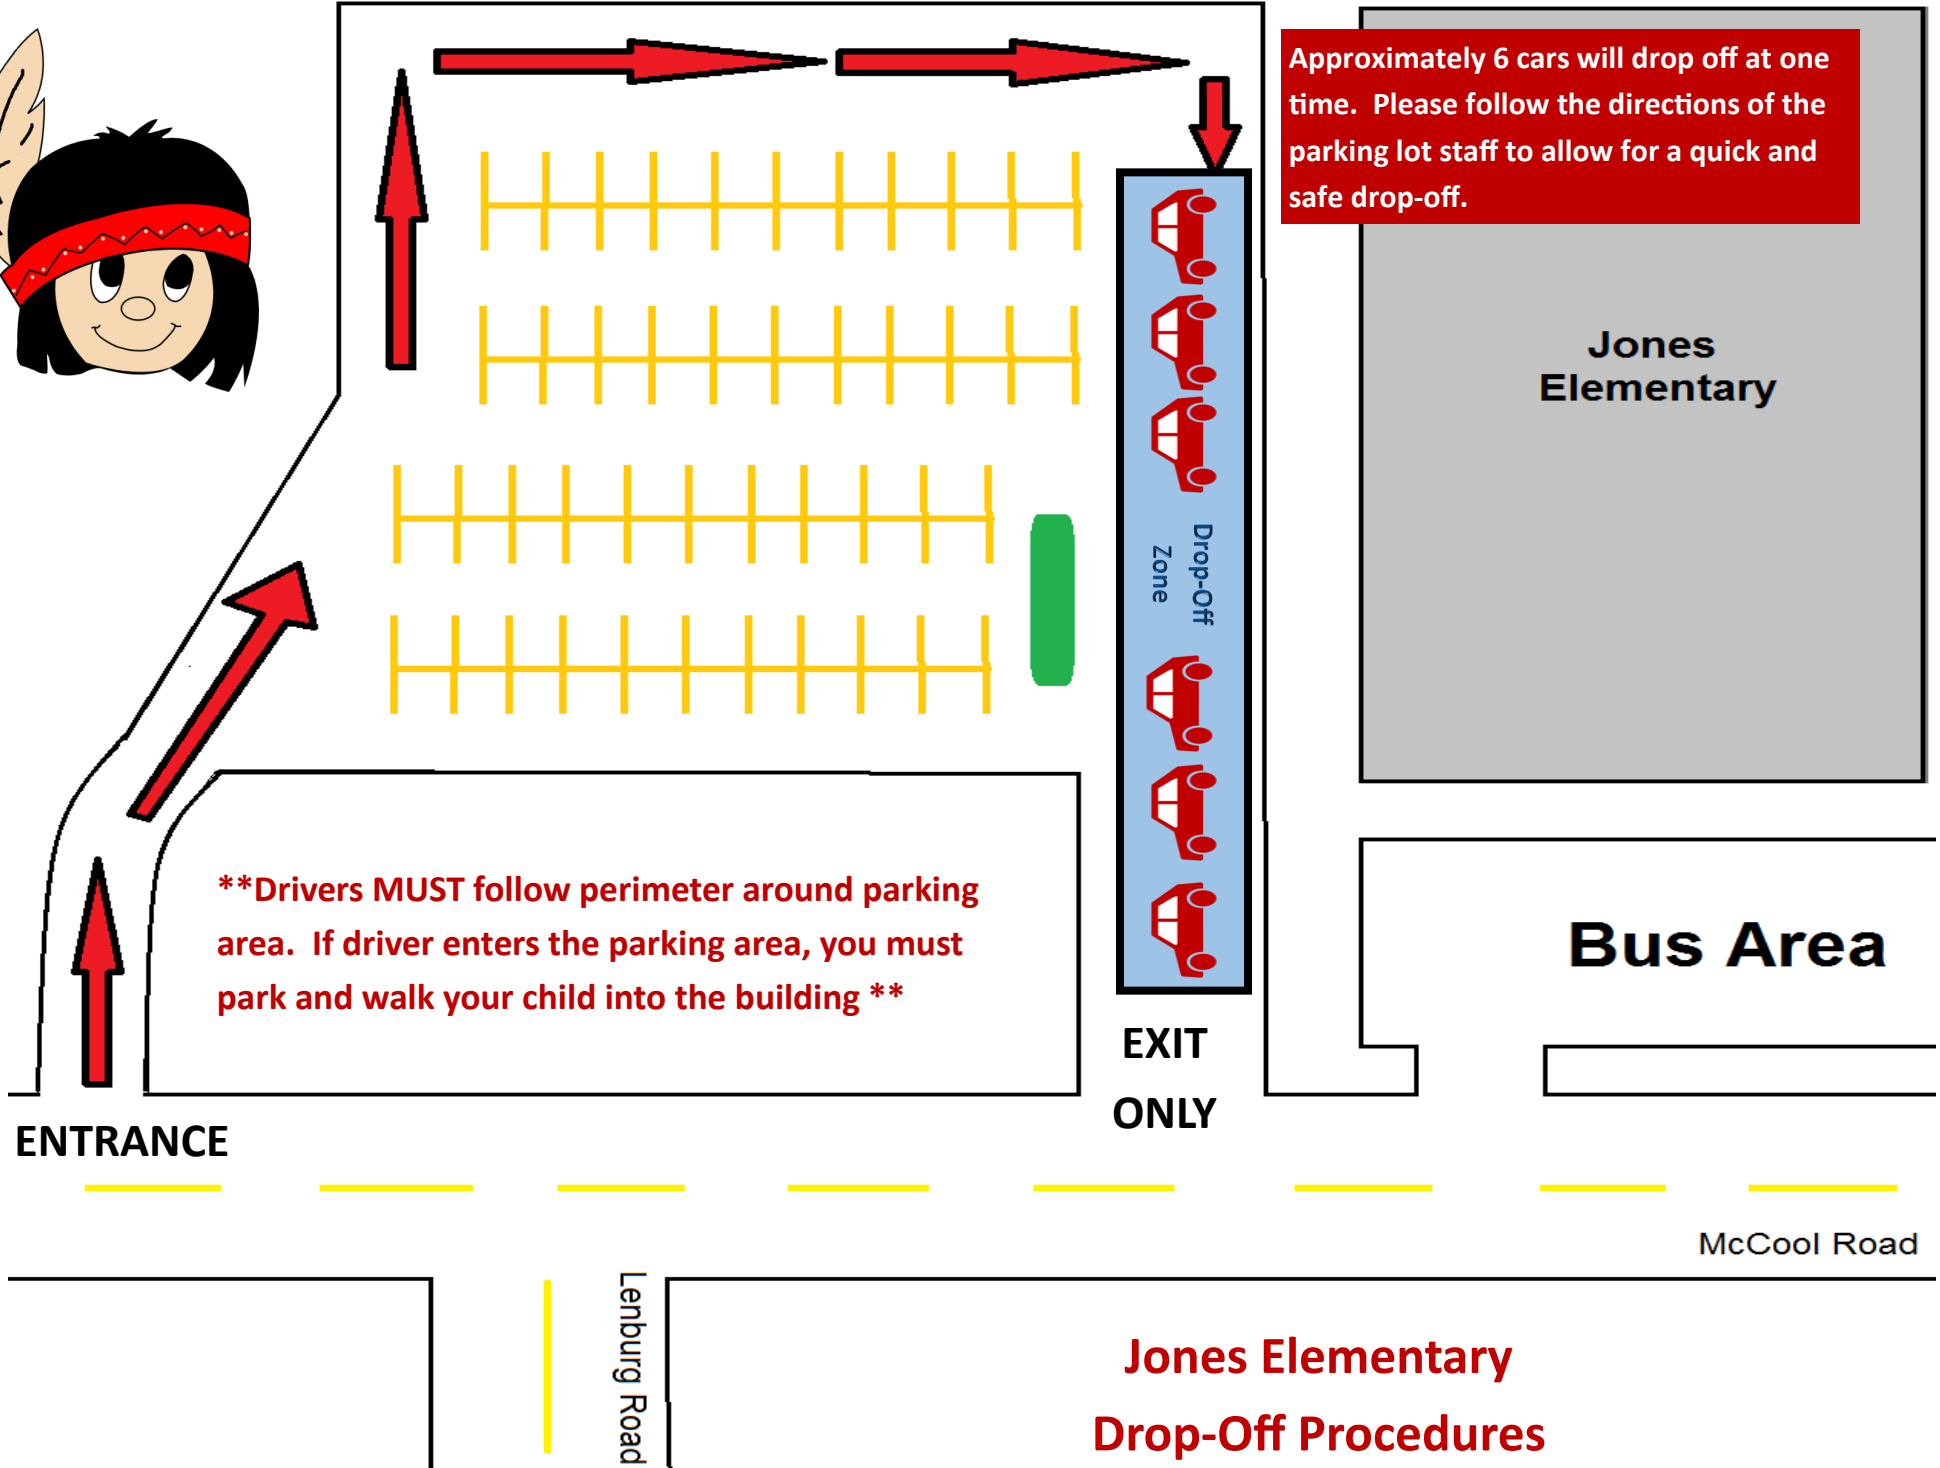 Approximately 6 cars will drop off at one
time.  Please follow the directions of the
parking lot staff to allow for a quick and
safe drop-off.
Jones
Elementary
Drop-Off
Zone
**Drivers MUST follow perimeter around parking
area.  If driver enters the parking area, you must
park and walk your child into the building **
Bus Area
EXIT
ONLY
ENTRANCE
McCool Road
Lenburg Road
Jones Elementary
Drop-Off Procedures